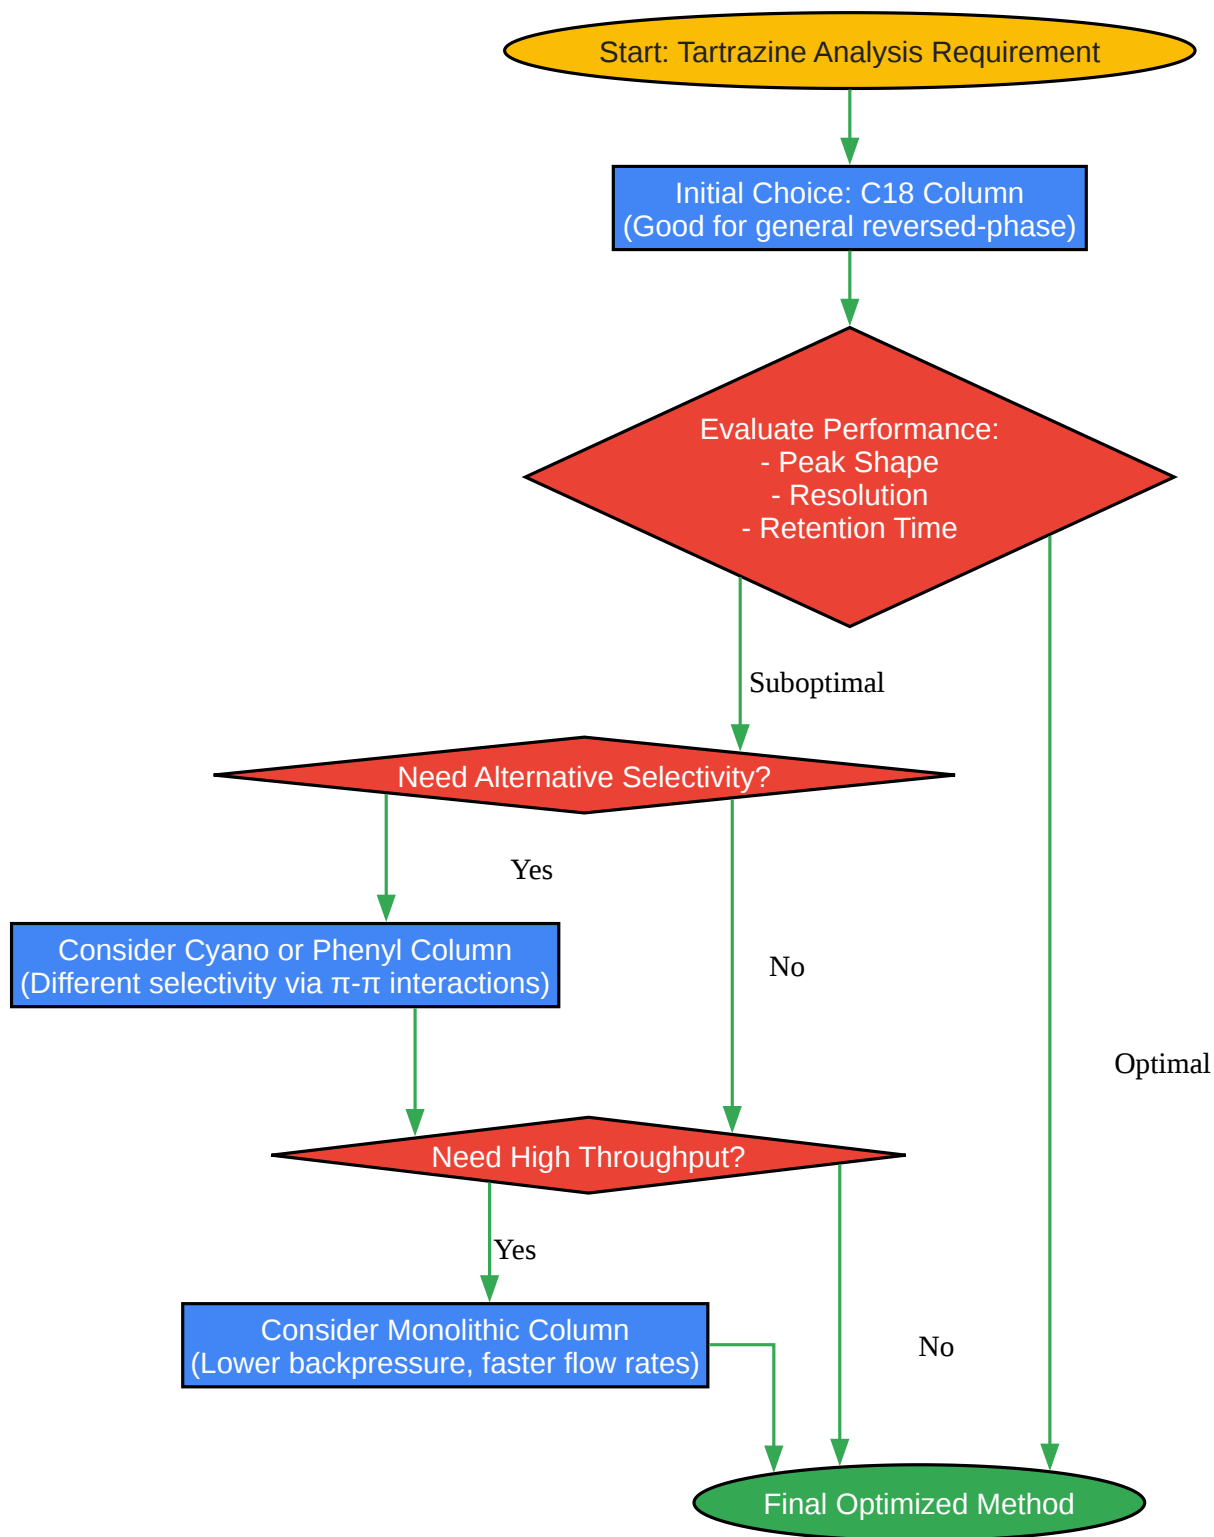 Start: Tartrazine Analysis Requirement
Initial Choice: C18 Column
(Good for general reversed-phase)
Evaluate Performance:
- Peak Shape
- Resolution
- Retention Time
Suboptimal
Need Alternative Selectivity?
Yes
Consider Cyano or Phenyl Column
(Different selectivity via π-π interactions)
No
Optimal
Need High Throughput?
Yes
Consider Monolithic Column
(Lower backpressure, faster flow rates)
No
Final Optimized Method